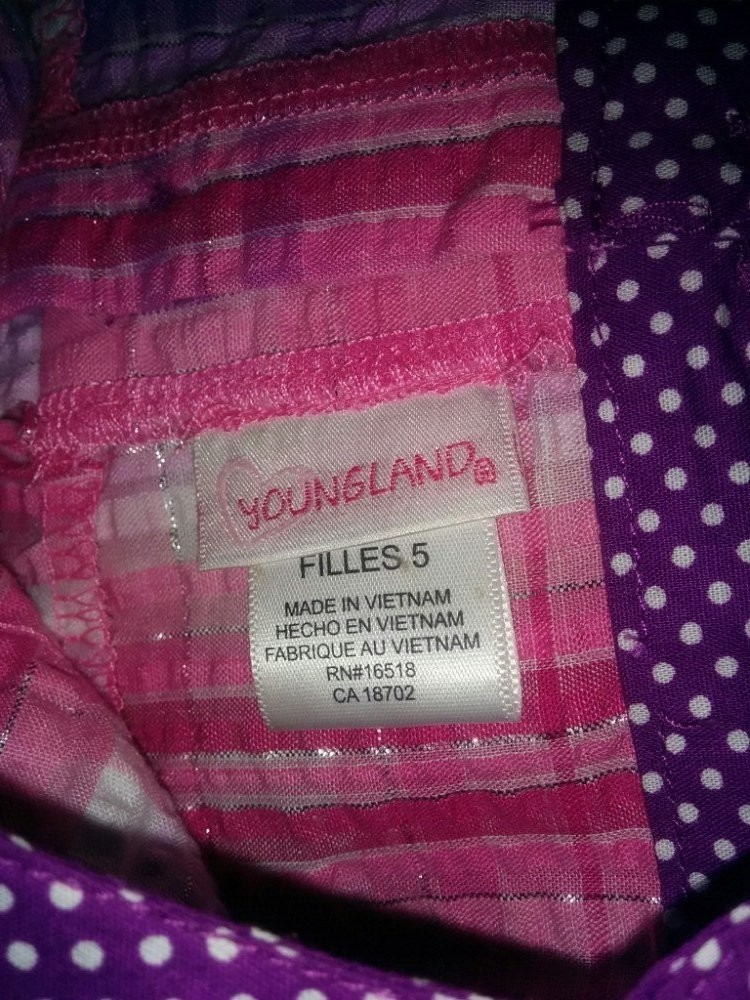 YOUNGLAND
FILLES 5
MADE IN VIETNAM
HECHO EN VIETNAM
FABRIQUE AU VIETNAM
RN#16518
CA 18702